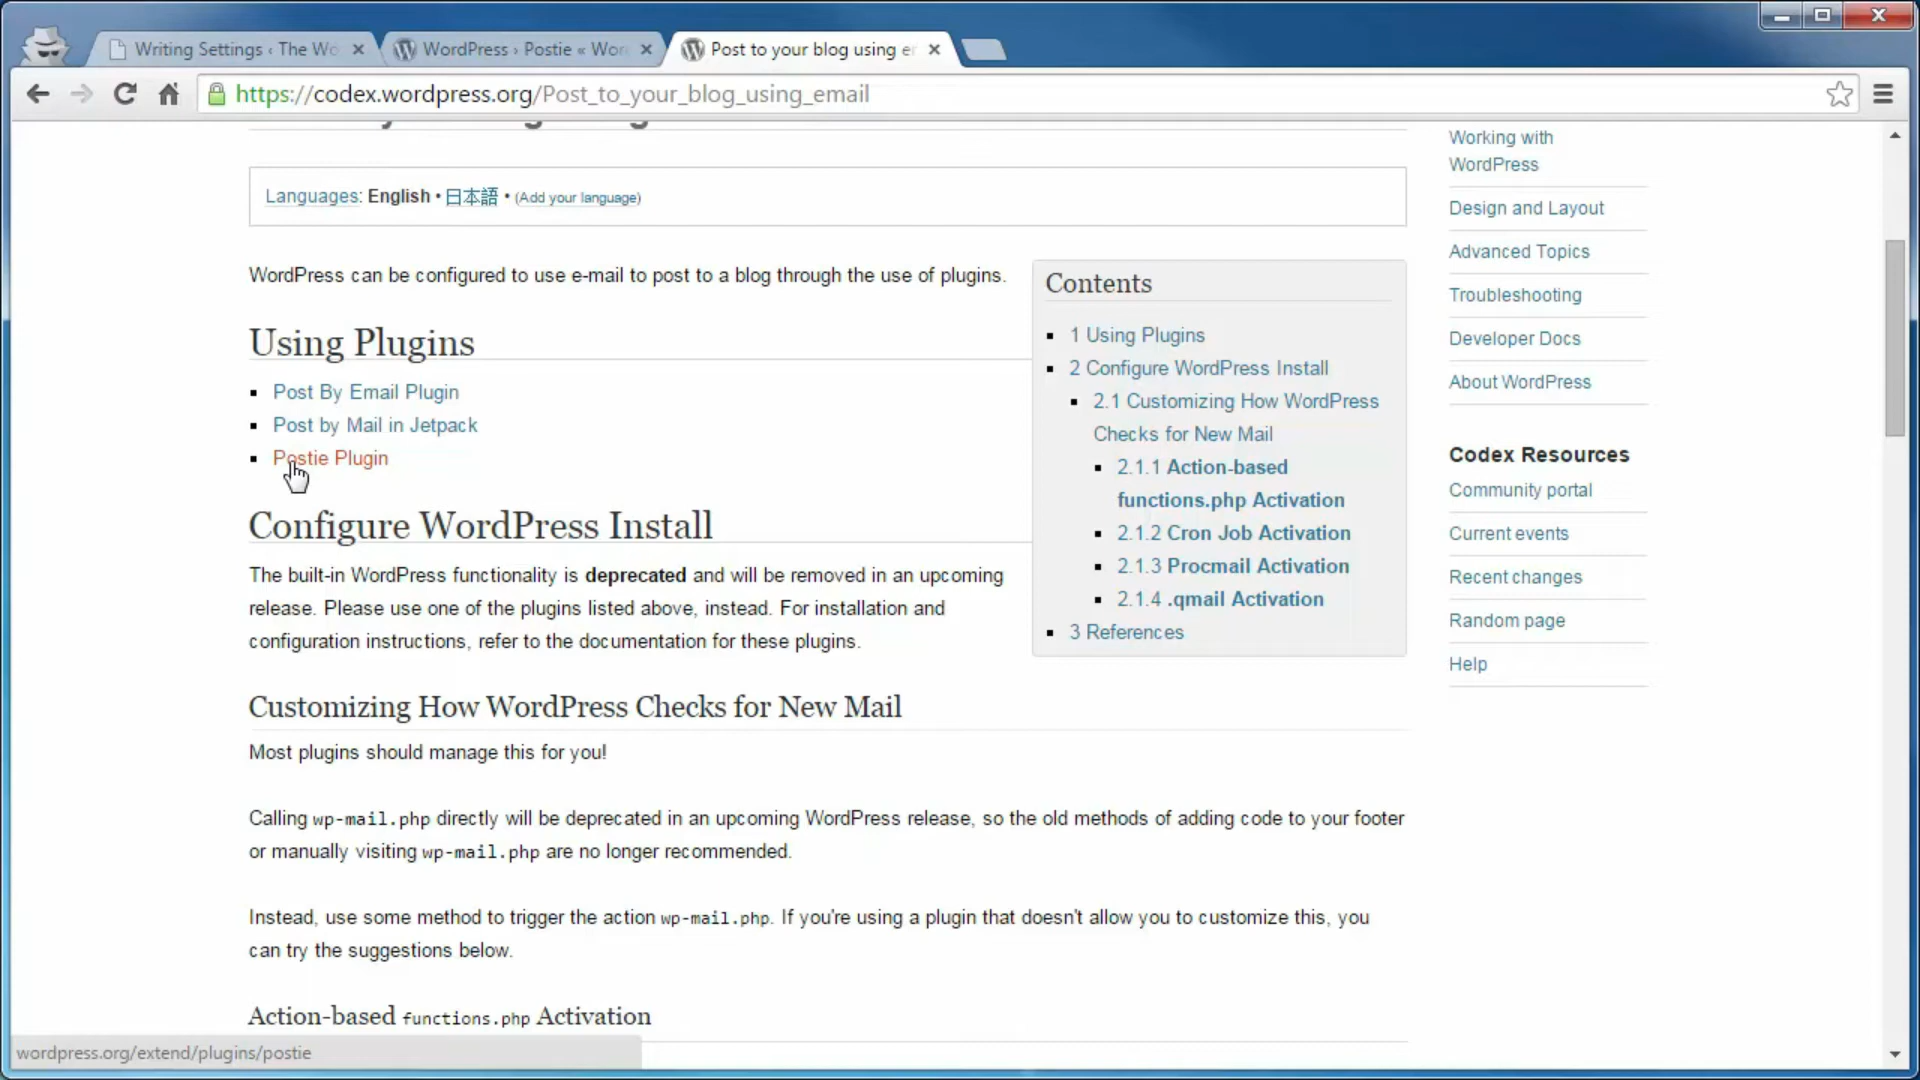 Writing Settings ‹ The Wo
WordPress › Postie « Wor
Post to your blog using em
https://codex.wordpress.org/Post_to_your_blog_using_email
Languages: English • 日本語 • (Add your language)
WordPress can be configured to use e-mail to post to a blog through the use of plugins.
Using Plugins
Post By Email Plugin
Post by Mail in Jetpack
Postie Plugin
Configure WordPress Install
The built-in WordPress functionality is deprecated and will be removed in an upcoming
release. Please use one of the plugins listed above, instead. For installation and
configuration instructions, refer to the documentation for these plugins.
Customizing How WordPress Checks for New Mail
Most plugins should manage this for you!
Calling wp-mail.php directly will be deprecated in an upcoming WordPress release, so the old methods of adding code to your footer
or manually visiting wp-mail.php are no longer recommended.
Instead, use some method to trigger the action wp-mail.php. If you're using a plugin that doesn't allow you to customize this, you
can try the suggestions below.
Action-based functions.php Activation
Contents
1 Using Plugins
2 Configure WordPress Install
2.1 Customizing How WordPress
Checks for New Mail
2.1.1 Action-based
functions.php Activation
2.1.2 Cron Job Activation
2.1.3 Procmail Activation
2.1.4 .qmail Activation
3 References
Working with
WordPress
Design and Layout
Advanced Topics
Troubleshooting
Developer Docs
About WordPress
Codex Resources
Community portal
Current events
Recent changes
Random page
Help
wordpress.org/extend/plugins/postie